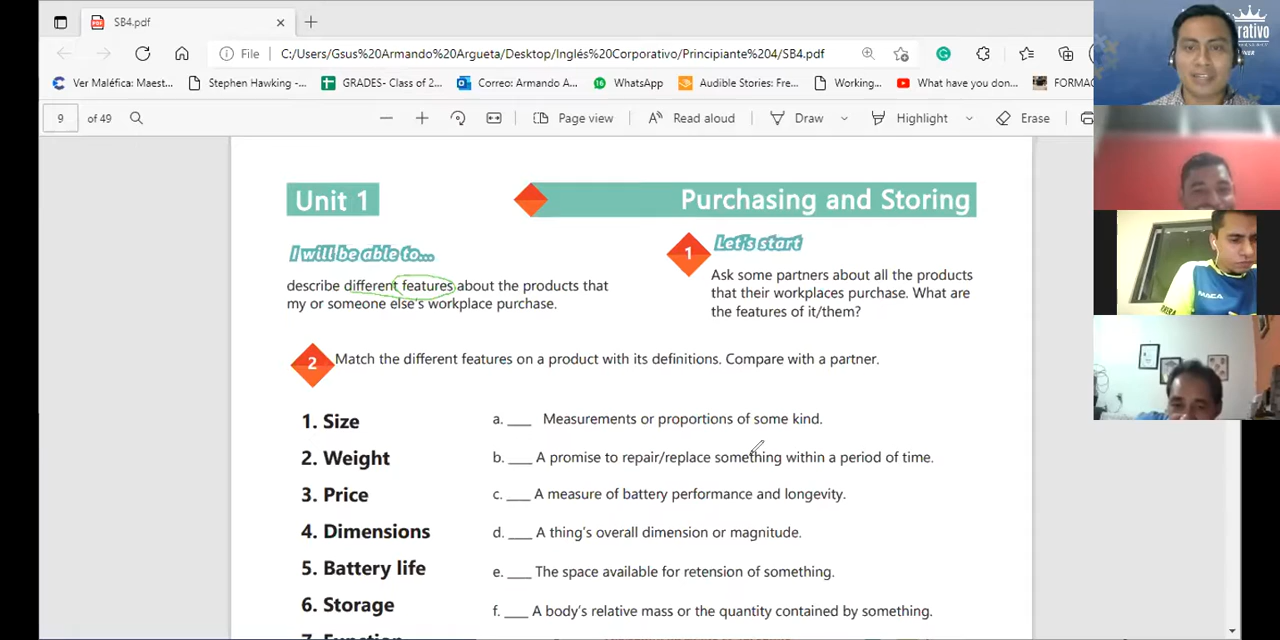 SB4.pdf
File C:/Users/Gsus%20Armando%20Argueta/Desktop/Inglés%20Corporativo/Principiante%204/SB4.pdf
Ver Maléfica: Maest... Stephen Hawking -... GRADES- Class of 2... Correo: Armando A... WhatsApp Audible Stories: Fre... Working... What have you don... FORMAC
9 of 49 Page view Read aloud Draw Highlight Erase
rativo
Unit 1 Purchasing and Storing
I will be able to...
describe different features about the products that
my or someone else's workplace purchase.
1 Let's start
Ask some partners about all the products
that their workplaces purchase. What are
the features of it/them?
2 Match the different features on a product with its definitions. Compare with a partner.
1. Size a. ___ Measurements or proportions of some kind.
2. Weight b. ___ A promise to repair/replace something within a period of time.
3. Price c. ___ A measure of battery performance and longevity.
4. Dimensions d. ___ A thing's overall dimension or magnitude.
5. Battery life e. ___ The space available for retension of something.
6. Storage f. ___ A body's relative mass or the quantity contained by something.
7. Function
MACA